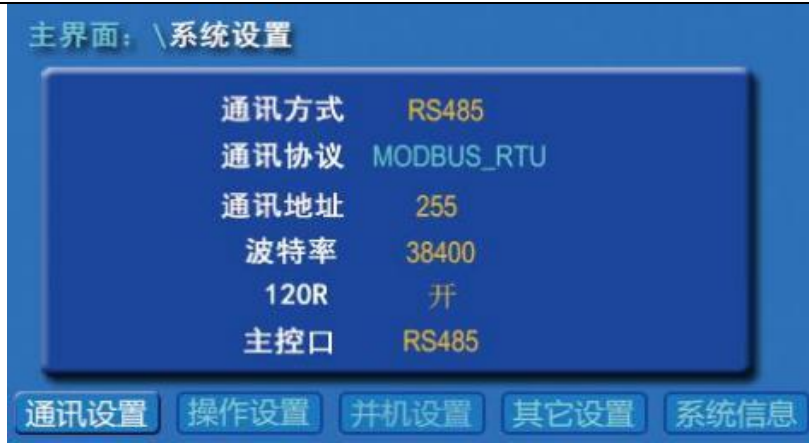 主界面：\系统设置
通讯方式 RS485
通讯协议 MODBUS_RTU
通讯地址 255
波特率 38400
120R 开
主控口 RS485
通讯设置 操作设置 并机设置 其它设置 系统信息